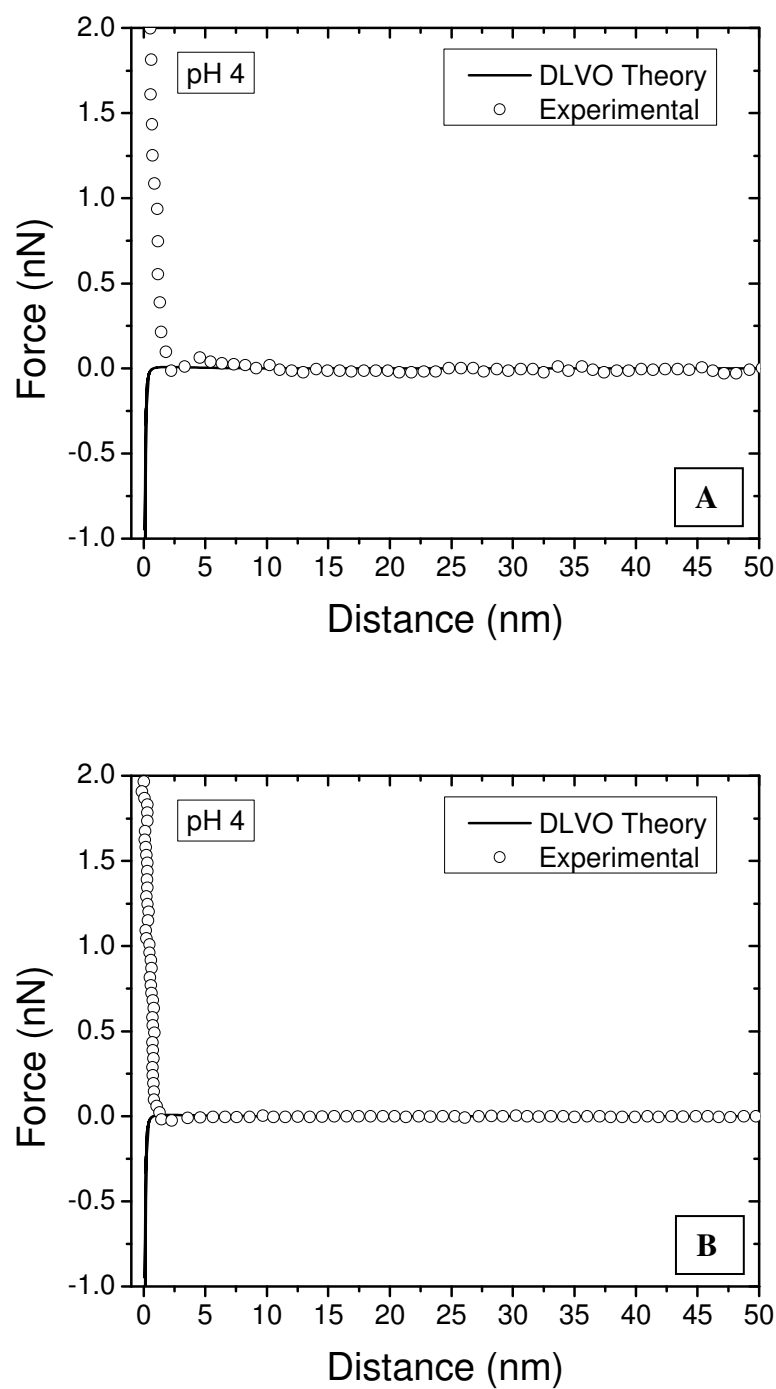 2.0
pH 4
DLVO Theory
Experimental
1.5
1.0
0.5
0.0
-0.5
-1.0
Force (nN)
A
0 5 10 15 20 25 30 35 40 45 50
Distance (nm)
2.0
pH 4
DLVO Theory
Experimental
1.5
1.0
0.5
0.0
-0.5
-1.0
Force (nN)
B
0 5 10 15 20 25 30 35 40 45 50
Distance (nm)